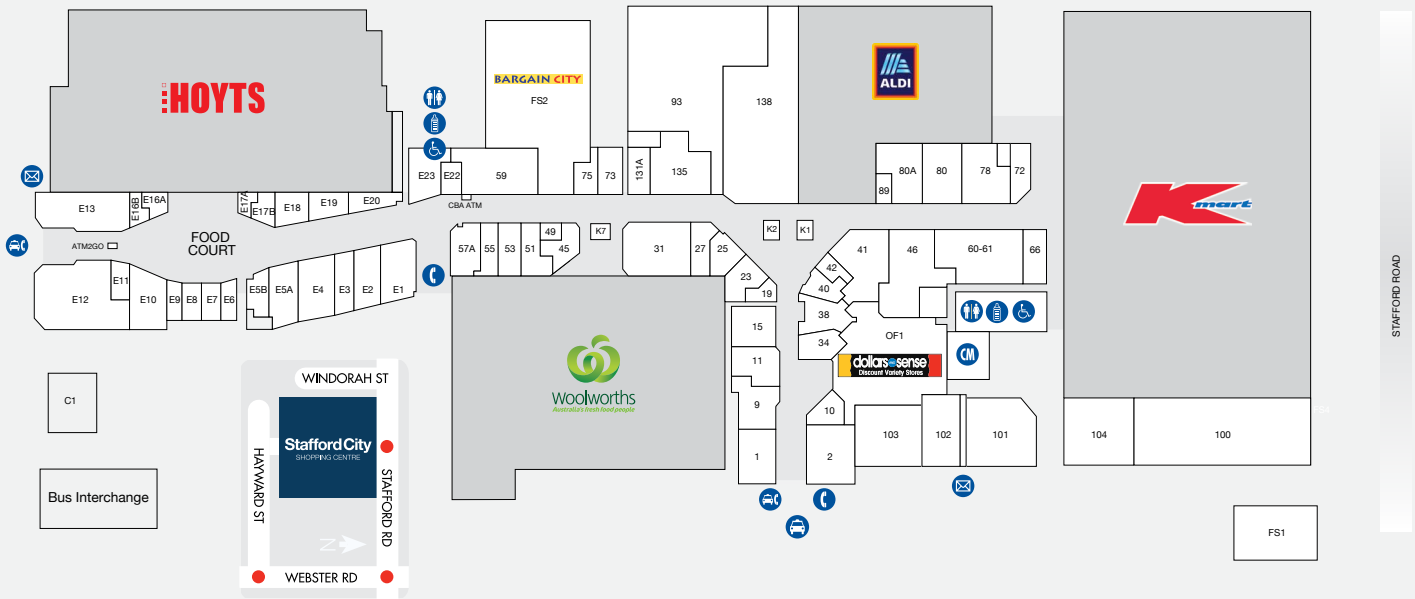 HOYTS
BARGAIN CITY
FS2
93
138
ALDI
Kmart
STAFFORD ROAD
E23
E22
59
75
73
131A
135
80A
80
78
72
89
CBA ATM
E13
E16B
E16A
E17A
E17B
E18
E19
E20
FOOD
COURT
ATM2GO
E12
E11
E10
E9
E8
E7
E6
E5B
E5A
E4
E3
E2
E1
57A
55
53
51
49
45
K7
31
27
25
23
19
K2
K1
41
46
60-61
66
42
40
38
34
15
11
9
1
OF1
dollars and sense
Discount Variety Stores
CM
Woolworths
Australia's fresh food people
10
2
103
102
101
104
100
FS1
C1
Bus Interchange
WINDORAH ST
Stafford City
SHOPPING CENTRE
HAYWARD ST
STAFFORD RD
N
WEBSTER RD